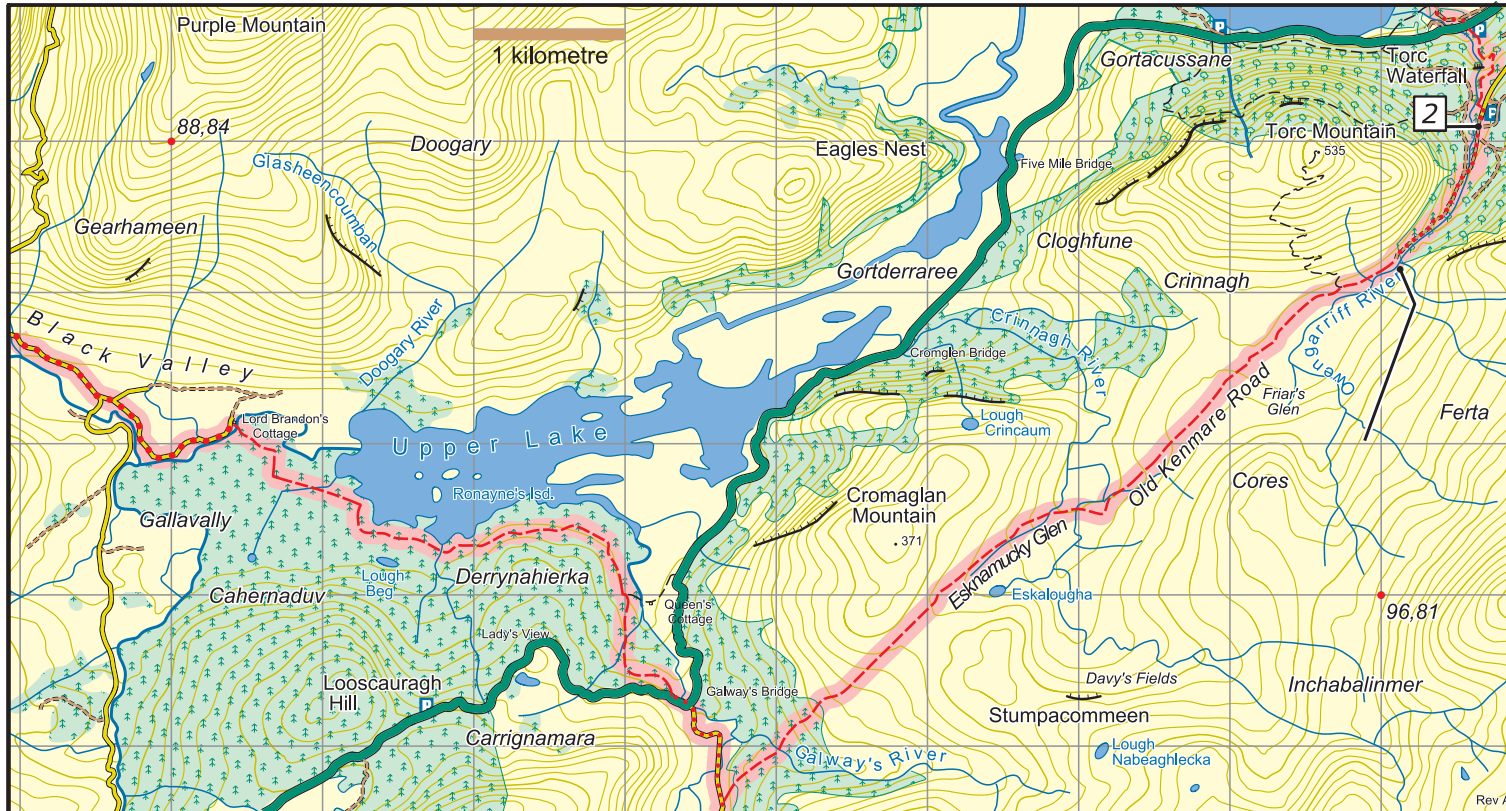 Purple Mountain
1 kilometre
P
P
Gortacussane
Torc
Waterfall
88,84
Doogary
Eagles Nest
Torc Mountain
535
2
P
Five Mile Bridge
Glasheencoumban
Gearhameen
Cloghfune
Gortderraree
Crinnagh
Black Valley
Doogary River
Crinnagh River
Owengarriff River
Cromglen Bridge
Friar's
Glen
Ferta
Lord Brandon's
Cottage
Upper Lake
Lough
Crincaum
Old Kenmare Road
Ronayne's Isd.
Cromaglan
Mountain
371
Cores
Gallavally
Lough
Beg
Derrynahierka
Esknamucky Glen
Eskalougha
Cahernaduv
Queen's
Cottage
96,81
Lady's View
Looscauragh
Hill
P
Galway's Bridge
Davy's Fields
Inchabalinmer
Stumpacommeen
Carrignamara
Galway's River
Lough
Nabeaghlecka